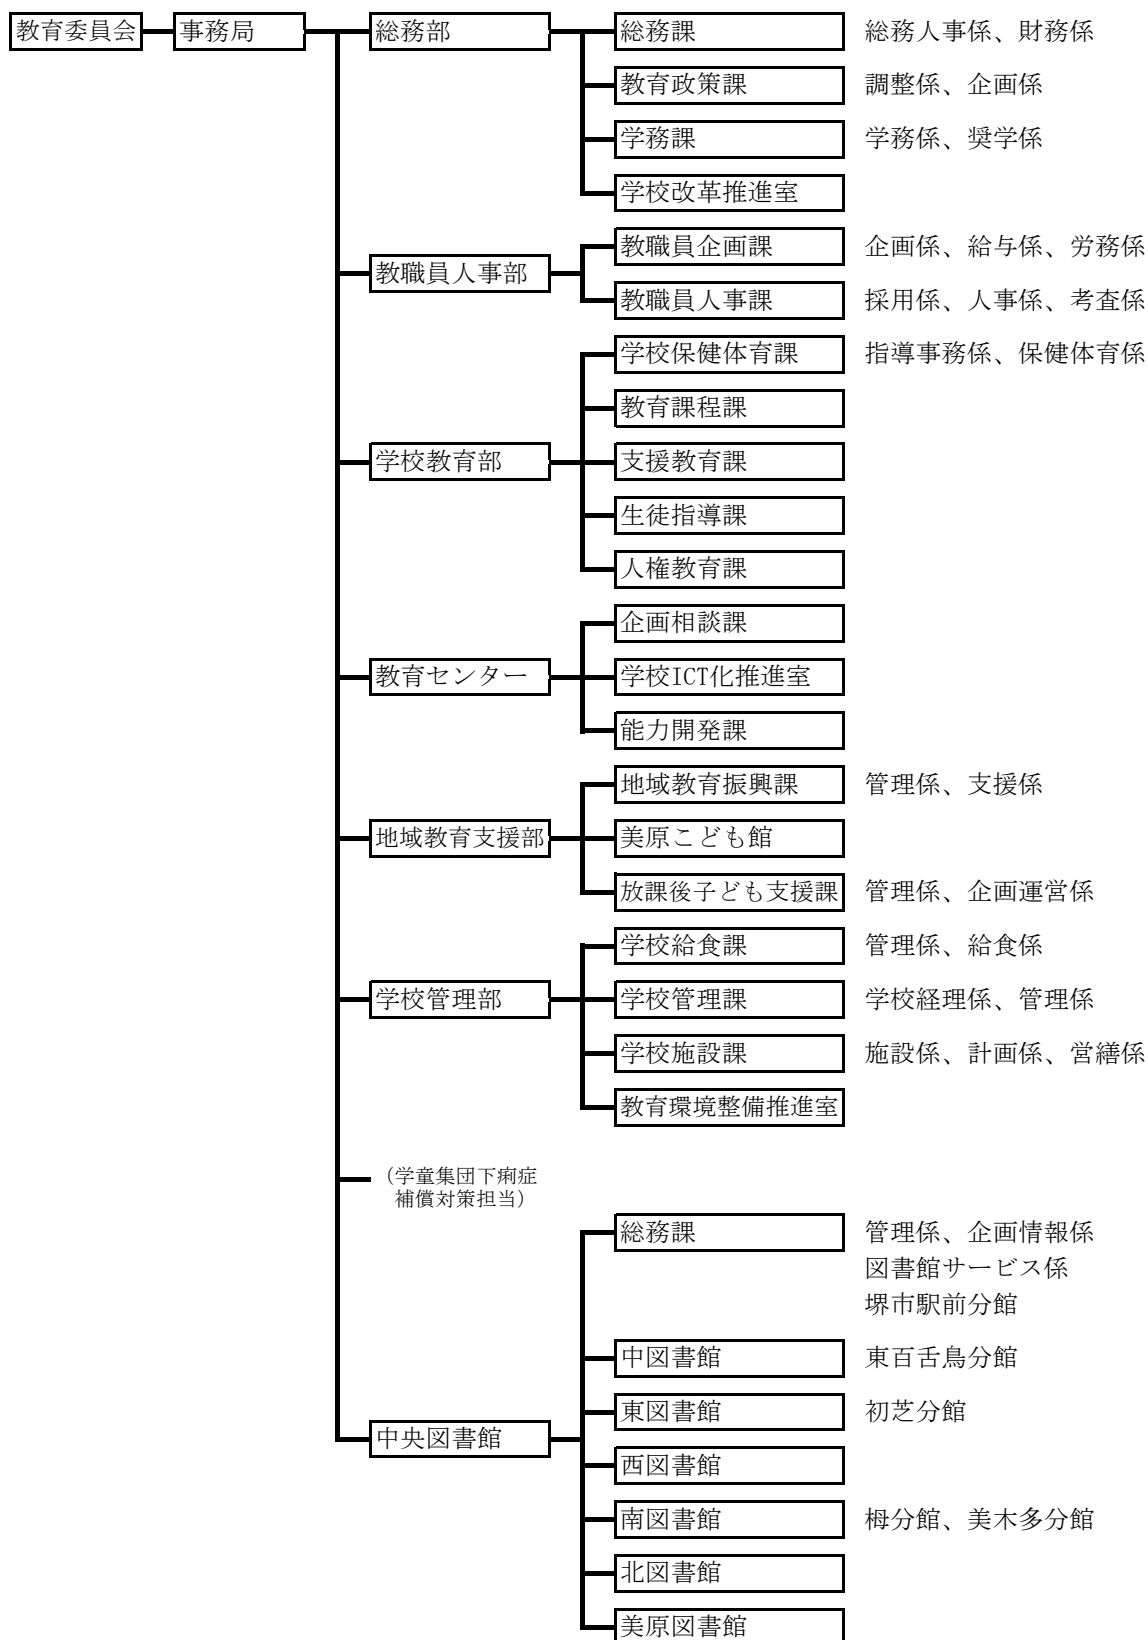 教育委員会 事務局 総務部 総務課 総務人事係、財務係
教育政策課 調整係、企画係
学務課 学務係、奨学係
学校改革推進室
教職員人事部 教職員企画課 企画係、給与係、労務係
教職員人事課 採用係、人事係、考査係
学校保健体育課 指導事務係、保健体育係
教育課程課
学校教育部 支援教育課
生徒指導課
人権教育課
企画相談課
教育センター 学校ICT化推進室
能力開発課
地域教育振興課 管理係、支援係
地域教育支援部 美原こども館
放課後子ども支援課 管理係、企画運営係
学校給食課 管理係、給食係
学校管理部 学校管理課 学校経理係、管理係
学校施設課 施設係、計画係、営繕係
教育環境整備推進室
（学童集団下痢症
補償対策担当）
総務課 管理係、企画情報係
図書館サービス係
堺市駅前分館
中図書館 東百舌鳥分館
東図書館 初芝分館
中央図書館
西図書館
南図書館 栂分館、美木多分館
北図書館
美原図書館